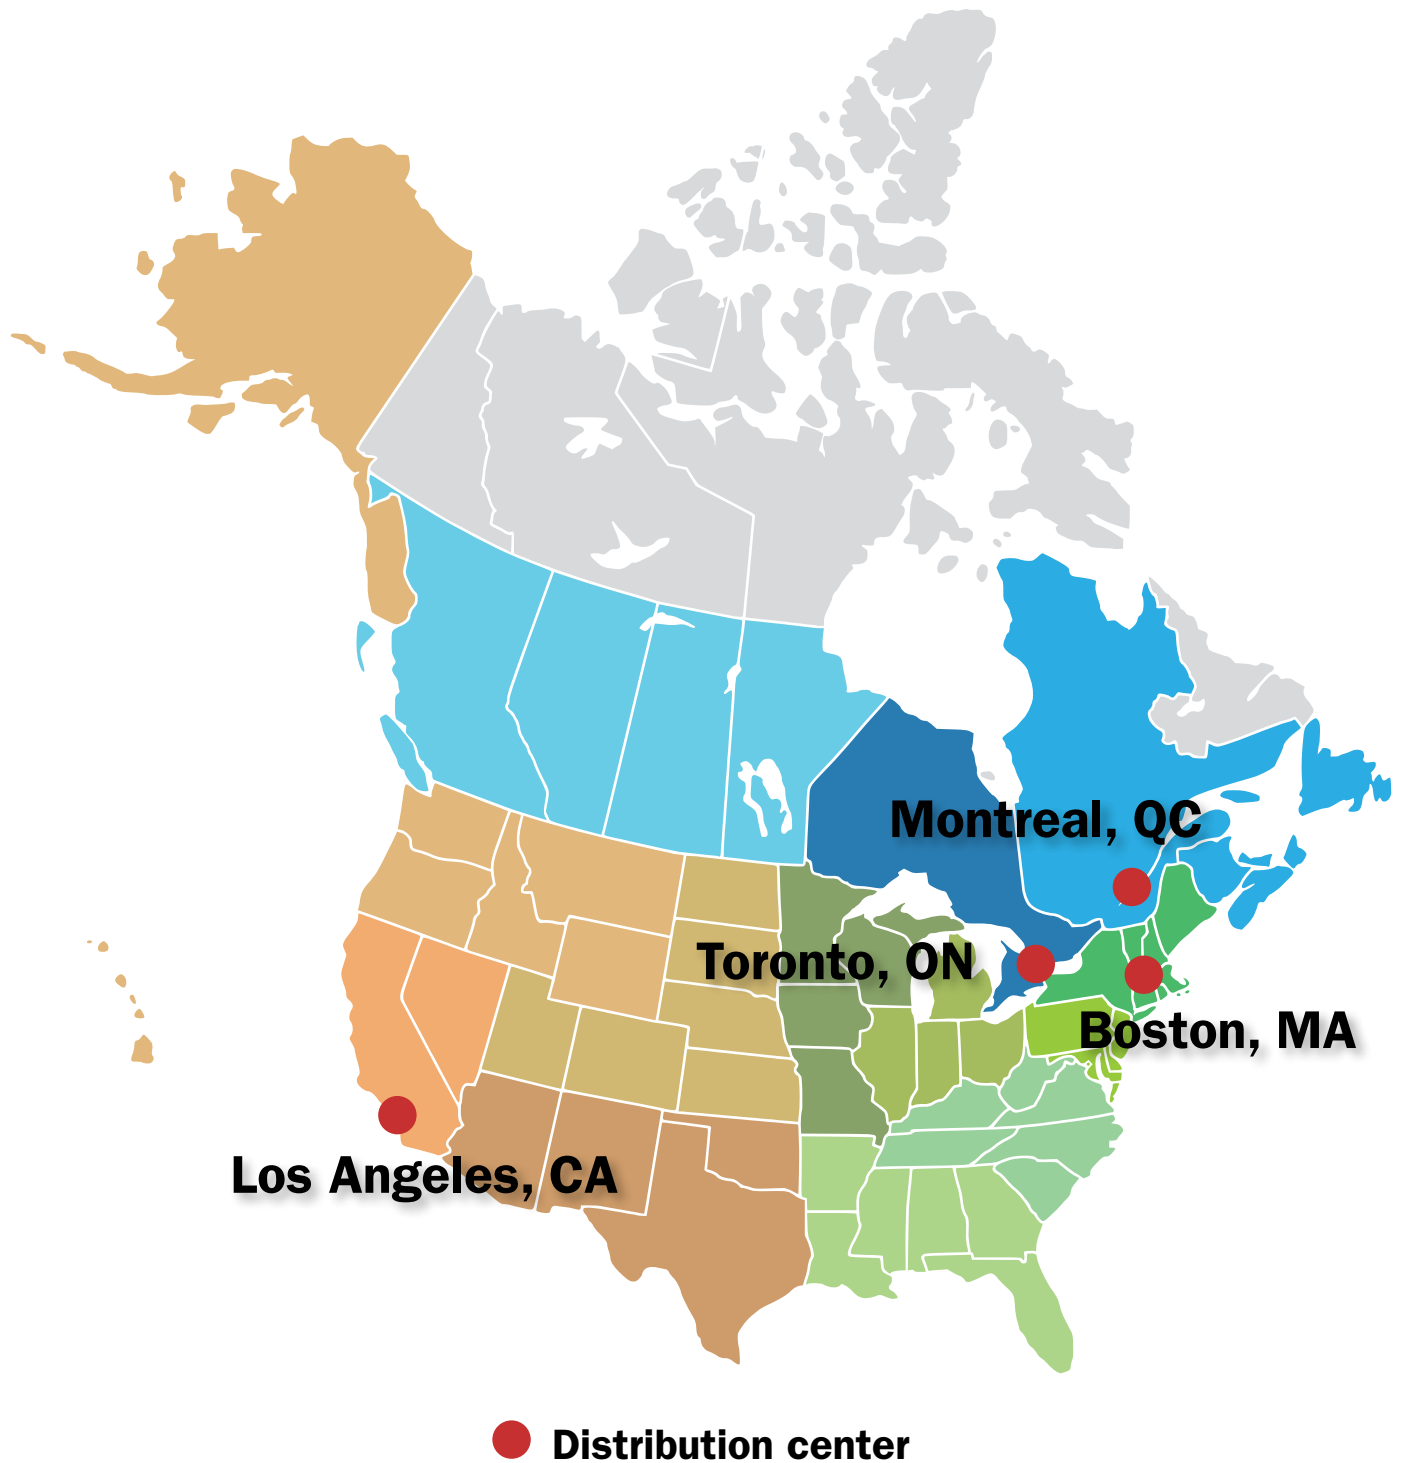 Montreal, QC
Toronto, ON
Boston, MA
Los Angeles, CA
Distribution center